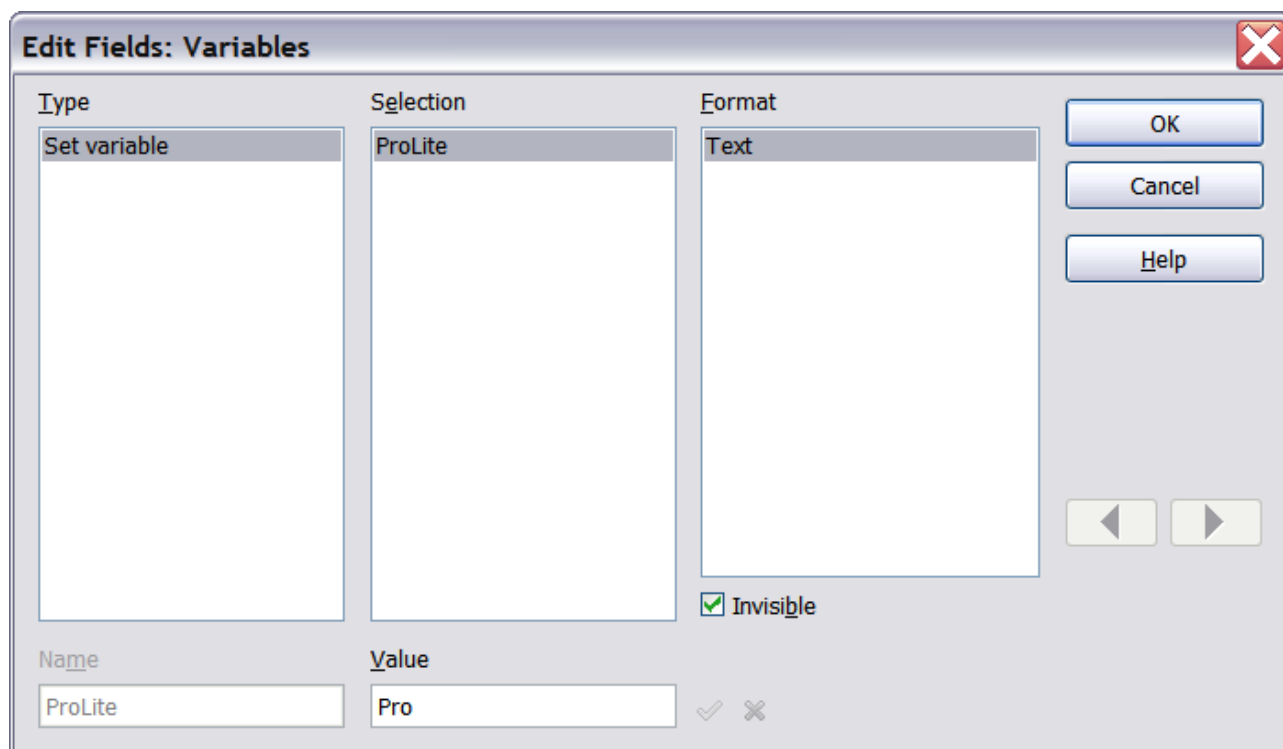 Edit Fields: Variables
Type
Selection
Format
Set variable
ProLite
Text
OK
Cancel
Help
Invisible
Name
Value
ProLite
Pro